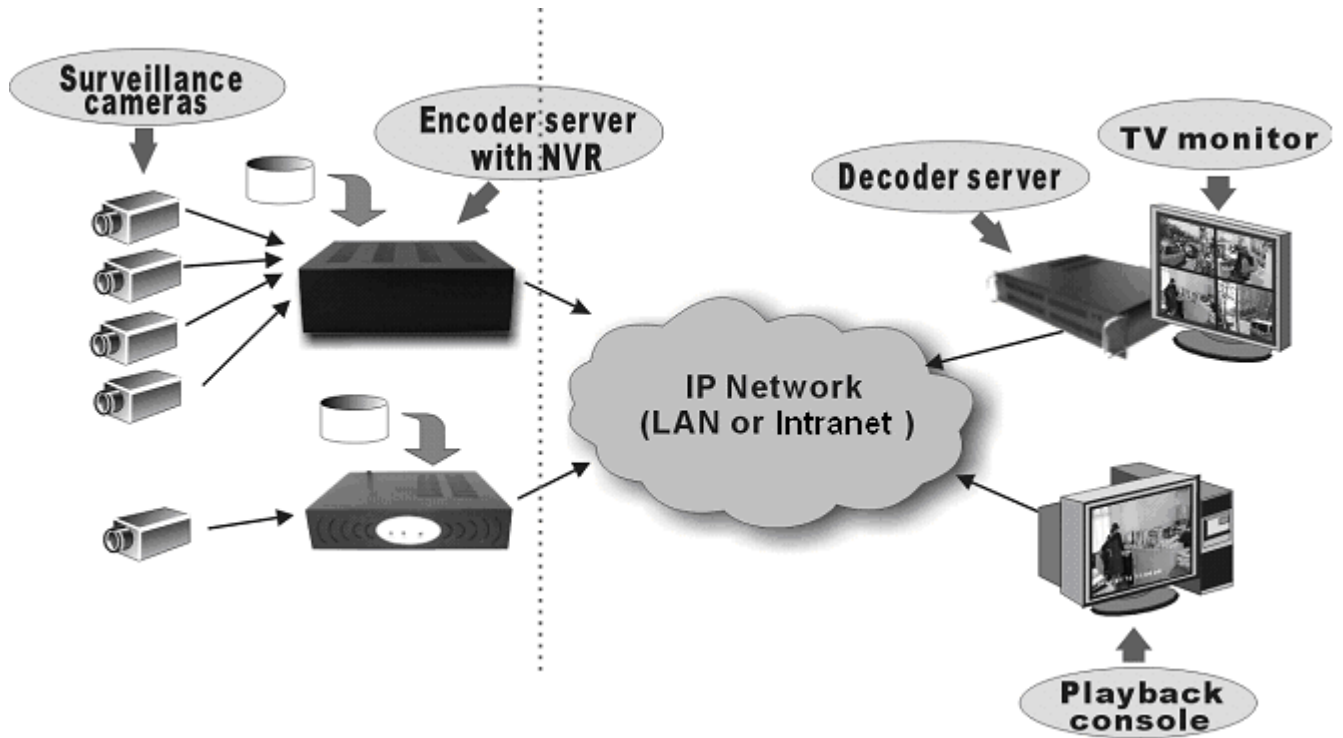 Surveillance
cameras
Encoder server
with NVR
Decoder server
TV monitor
IP Network
(LAN or Intranet )
Playback
console